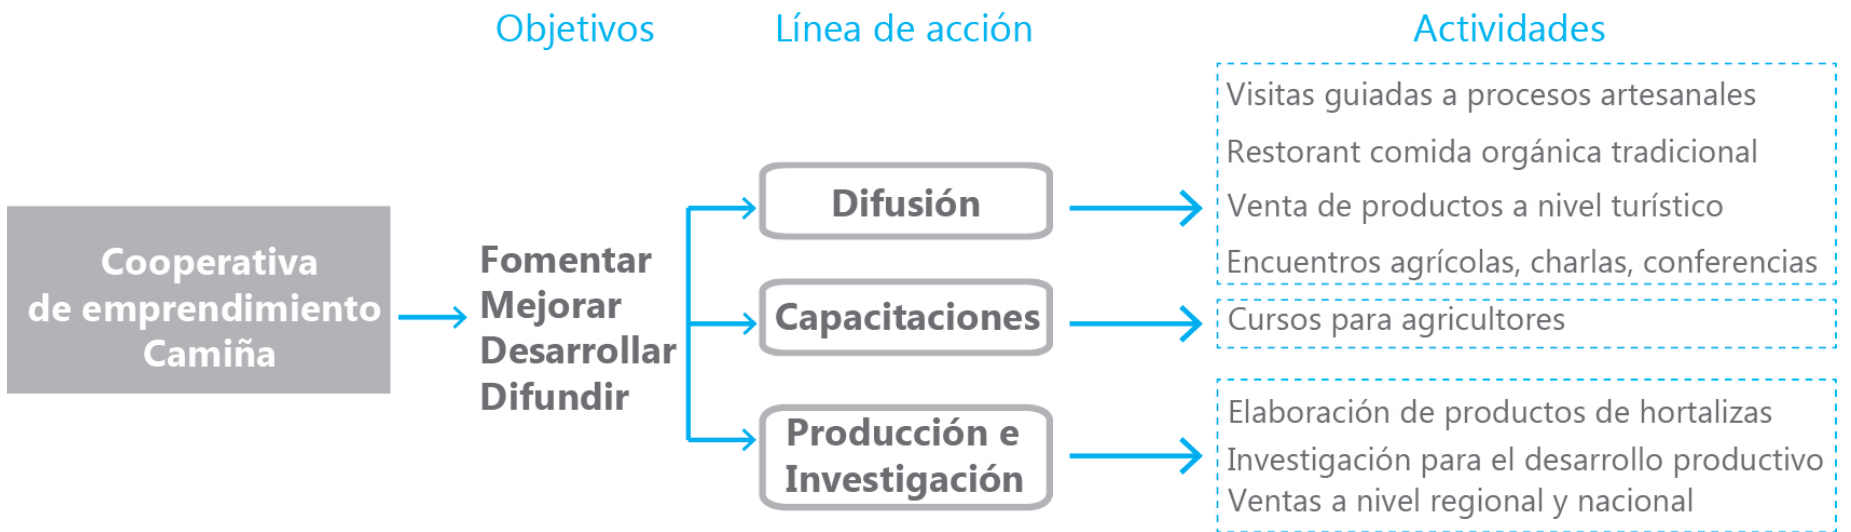 Objetivos
Línea de acción
Actividades
Cooperativa
de emprendimiento
Camiña
Fomentar
Mejorar
Desarrollar
Difundir
Difusión
Visitas guiadas a procesos artesanales
Restorant comida orgánica tradicional
Venta de productos a nivel turístico
Encuentros agrícolas, charlas, conferencias
Capacitaciones
Cursos para agricultores
Producción e
Investigación
Elaboración de productos de hortalizas
Investigación para el desarrollo productivo
Ventas a nivel regional y nacional